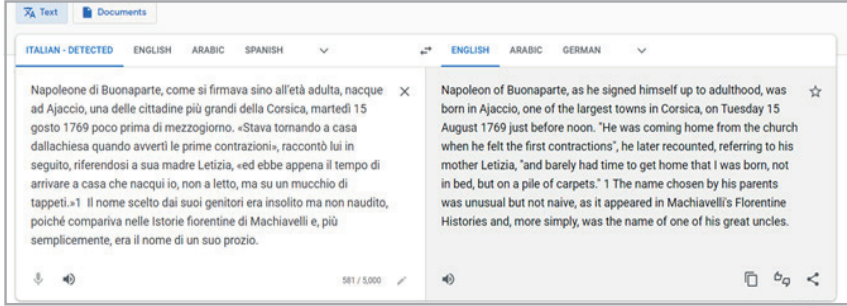 Text Documents
ITALIAN - DETECTED ENGLISH ARABIC SPANISH
ENGLISH ARABIC GERMAN
Napoleone di Buonaparte, come si firmava sino all'età adulta, nacque
ad Ajaccio, una delle cittadine più grandi della Corsica, martedì 15
gosto 1769 poco prima di mezzogiorno. «Stava tornando a casa
dallachiesa quando avvertì le prime contrazioni», raccontò lui in
seguito, riferendosi a sua madre Letizia, «ed ebbe appena il tempo di
arrivare a casa che nacqui io, non a letto, ma su un mucchio di
tappeti.»1 Il nome scelto dai suoi genitori era insolito ma non naudito,
poiché compariva nelle Istorie fiorentine di Machiavelli e, più
semplicemente, era il nome di un suo prozio.
581 / 5,000
Napoleon of Buonaparte, as he signed himself up to adulthood, was
born in Ajaccio, one of the largest towns in Corsica, on Tuesday 15
August 1769 just before noon. "He was coming home from the church
when he felt the first contractions", he later recounted, referring to his
mother Letizia, "and barely had time to get home that I was born, not
in bed, but on a pile of carpets." 1 The name chosen by his parents
was unusual but not naive, as it appeared in Machiavelli's Florentine
Histories and, more simply, was the name of one of his great uncles.